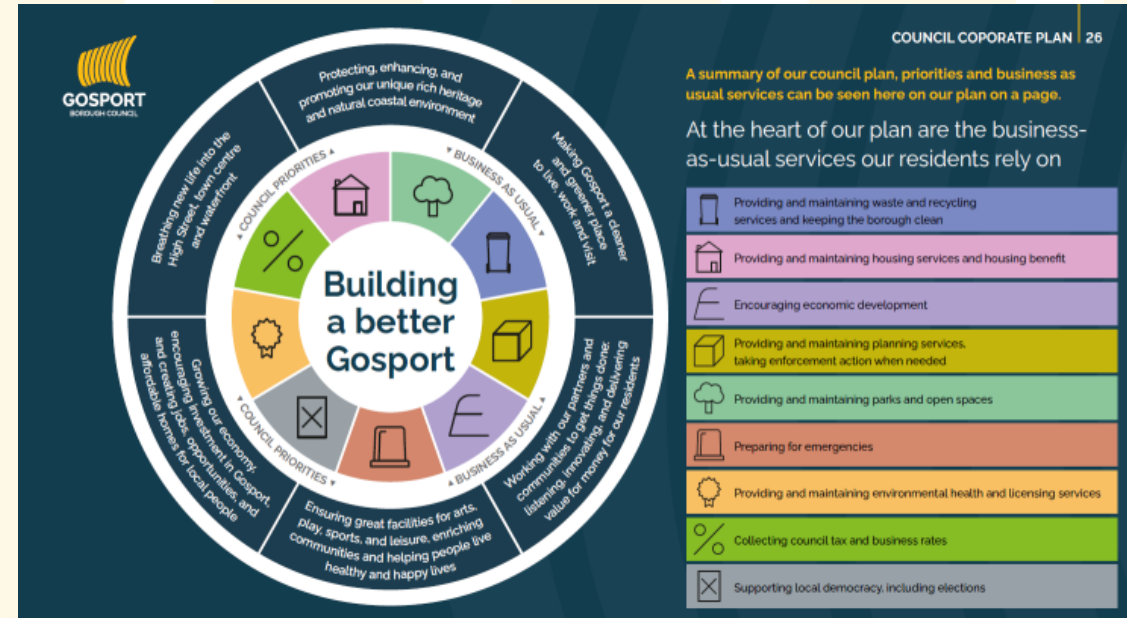 GOSPORT
BOROUGH COUNCIL
COUNCIL COPORATE PLAN | 26
Protecting, enhancing, and
promoting our unique rich heritage
and natural coastal environment
Making Gosport a cleaner
and greener place
to live, work and visit
Working with our partners and
communities to get things done:
listening, innovating, and delivering
value for money for our residents
Ensuring great facilities for arts,
play, sports, and leisure, enriching
communities and helping people live
healthy and happy lives
Growing our economy,
encouraging investment in Gosport,
and creating jobs, opportunities, and
affordable homes for local people
Breathing new life into the
High Street, town centre
and waterfront
COUNCIL PRIORITIES
BUSINESS AS USUAL
COUNCIL PRIORITIES
BUSINESS AS USUAL
Building
a better
Gosport
A summary of our council plan, priorities and business as
usual services can be seen here on our plan on a page.
At the heart of our plan are the business-
as-usual services our residents rely on
Providing and maintaining waste and recycling
services and keeping the borough clean
Providing and maintaining housing services and housing benefit
Encouraging economic development
Providing and maintaining planning services,
taking enforcement action when needed
Providing and maintaining parks and open spaces
Preparing for emergencies
Providing and maintaining environmental health and licensing services
Collecting council tax and business rates
Supporting local democracy, including elections